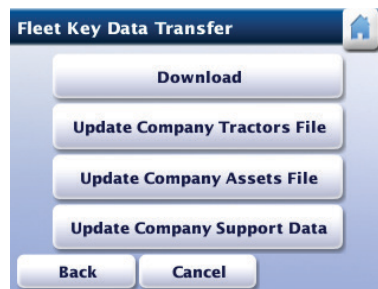 Fleet Key Data Transfer
Download
Update Company Tractors File
Update Company Assets File
Update Company Support Data
Back Cancel